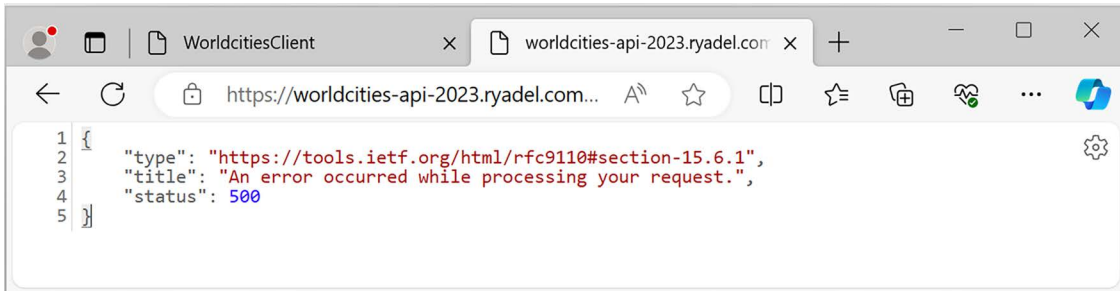 WorldcitiesClient
worldcities-api-2023.ryadel.com
https://worldcities-api-2023.ryadel.com...
1 {
2 "type": "https://tools.ietf.org/html/rfc9110#section-15.6.1",
3 "title": "An error occurred while processing your request.",
4 "status": 500
5 }